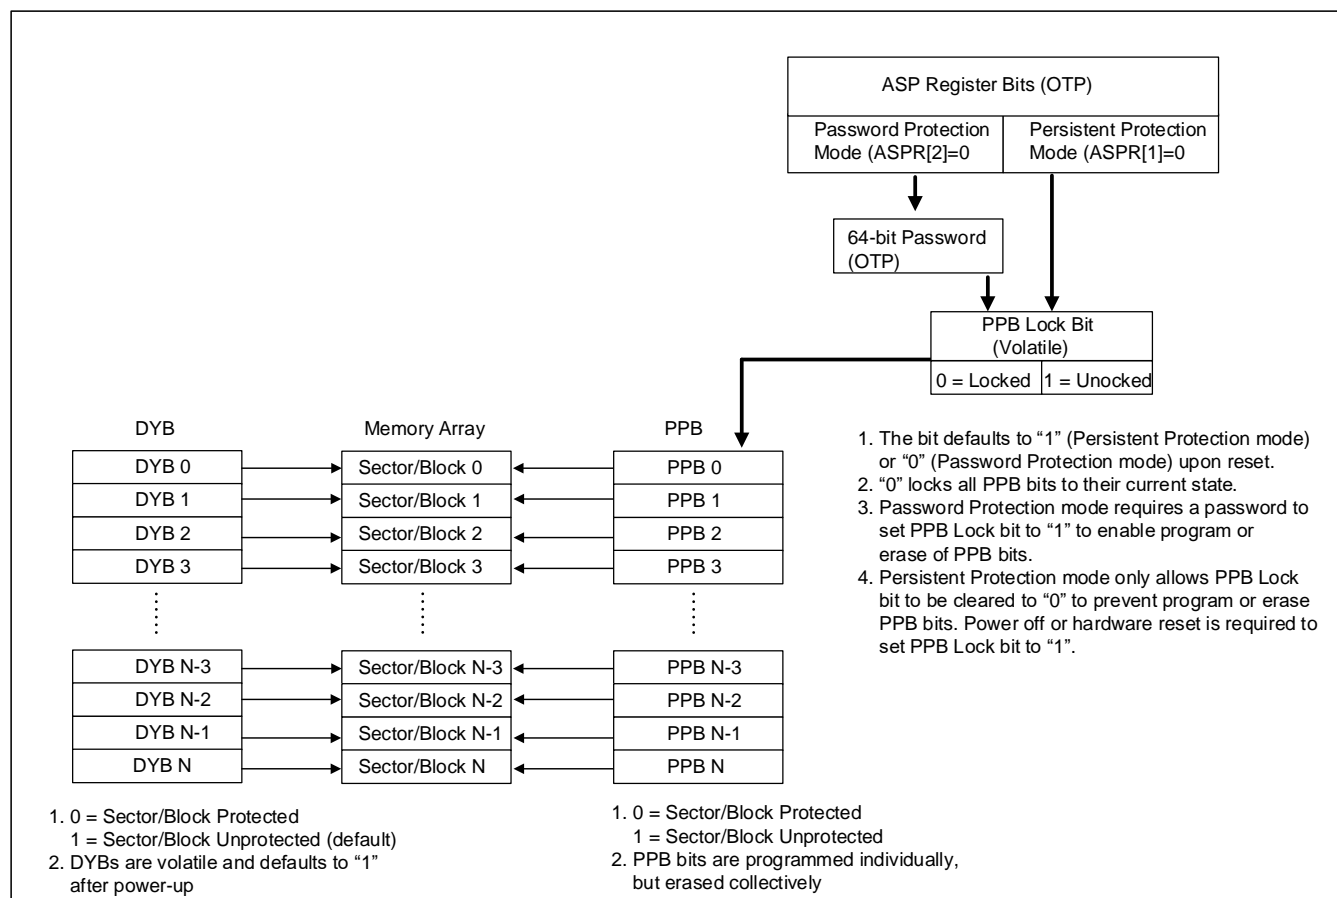 ASP Register Bits (OTP)
Password Protection
Mode (ASPR[2]=0
Persistent Protection
Mode (ASPR[1]=0
64-bit Password
(OTP)
PPB Lock Bit
(Volatile)
0 = Locked
1 = Unocked
1. The bit defaults to “1” (Persistent Protection mode)
or “0” (Password Protection mode) upon reset.
2. “0” locks all PPB bits to their current state.
3. Password Protection mode requires a password to
set PPB Lock bit to “1” to enable program or
erase of PPB bits.
4. Persistent Protection mode only allows PPB Lock
bit to be cleared to “0” to prevent program or erase
PPB bits. Power off or hardware reset is required to
set PPB Lock bit to “1”.
DYB
Memory Array
PPB
DYB 0
Sector/Block 0
PPB 0
DYB 1
Sector/Block 1
PPB 1
DYB 2
Sector/Block 2
PPB 2
DYB 3
Sector/Block 3
PPB 3
DYB N-3
Sector/Block N-3
PPB N-3
DYB N-2
Sector/Block N-2
PPB N-2
DYB N-1
Sector/Block N-1
PPB N-1
DYB N
Sector/Block N
PPB N
1. 0 = Sector/Block Protected
1 = Sector/Block Unprotected (default)
2. DYBs are volatile and defaults to “1”
after power-up
1. 0 = Sector/Block Protected
1 = Sector/Block Unprotected
2. PPB bits are programmed individually,
but erased collectively